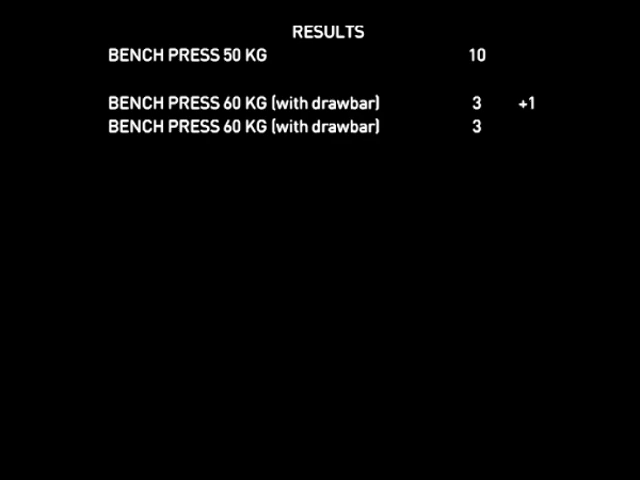 RESULTS
BENCH PRESS 50 KG 10
BENCH PRESS 60 KG (with drawbar) 3 +1
BENCH PRESS 60 KG (with drawbar) 3